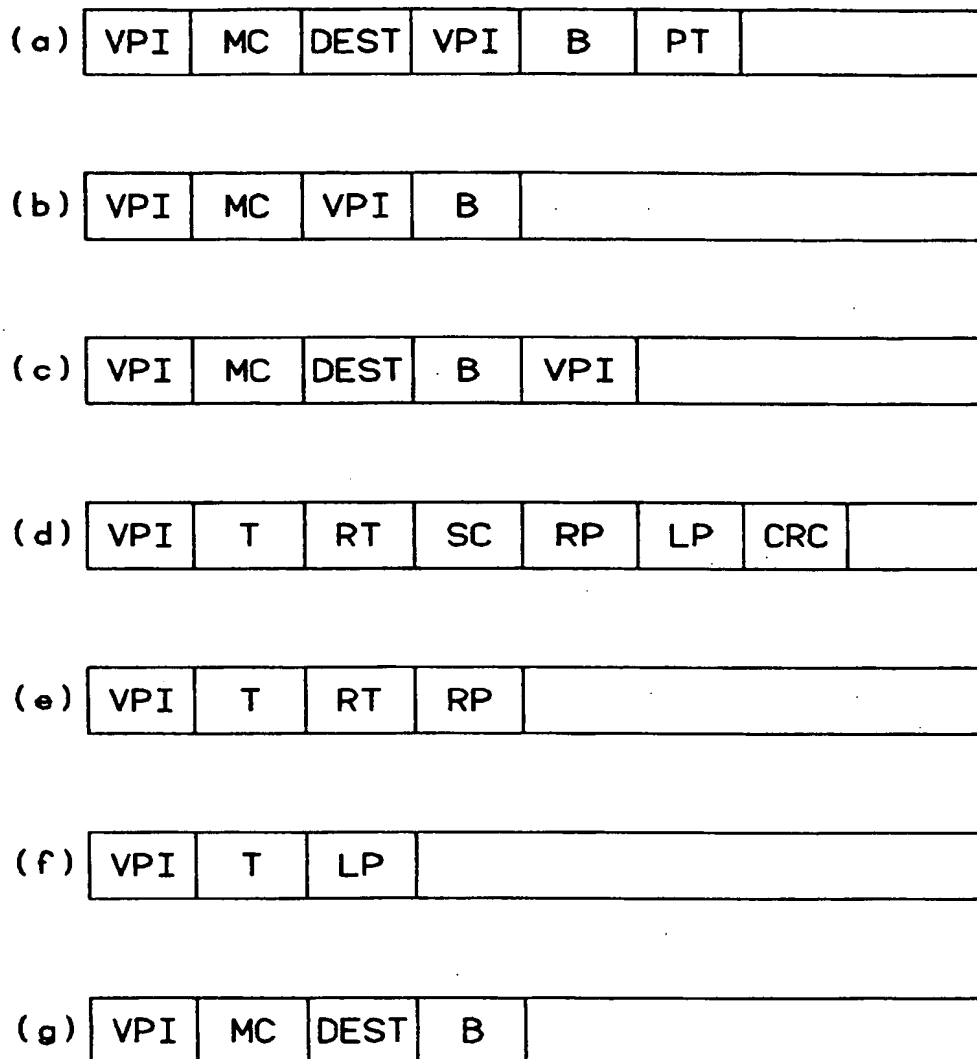 (a) VPI MC DEST VPI B PT
(b) VPI MC VPI B
(c) VPI MC DEST B VPI
(d) VPI T RT SC RP LP CRC
(e) VPI T RT RP
(f) VPI T LP
(g) VPI MC DEST B